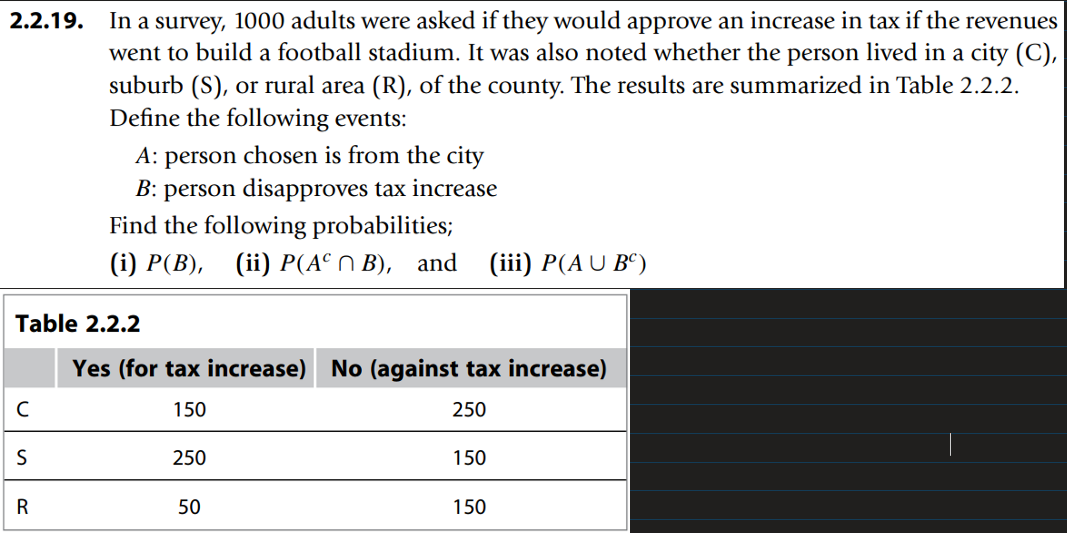 2.2.19. In a survey, 1000 adults were asked if they would approve an increase in tax if the revenues
went to build a football stadium. It was also noted whether the person lived in a city (C),
suburb (S), or rural area (R), of the county. The results are summarized in Table 2.2.2.
Define the following events:
A: person chosen is from the city
B: person disapproves tax increase
Find the following probabilities;
(i) P(B), (ii) P(Aᶜ ∩ B), and (iii) P(A ∪ Bᶜ)
Table 2.2.2
Yes (for tax increase) No (against tax increase)
C 150 250
S 250 150
R 50 150